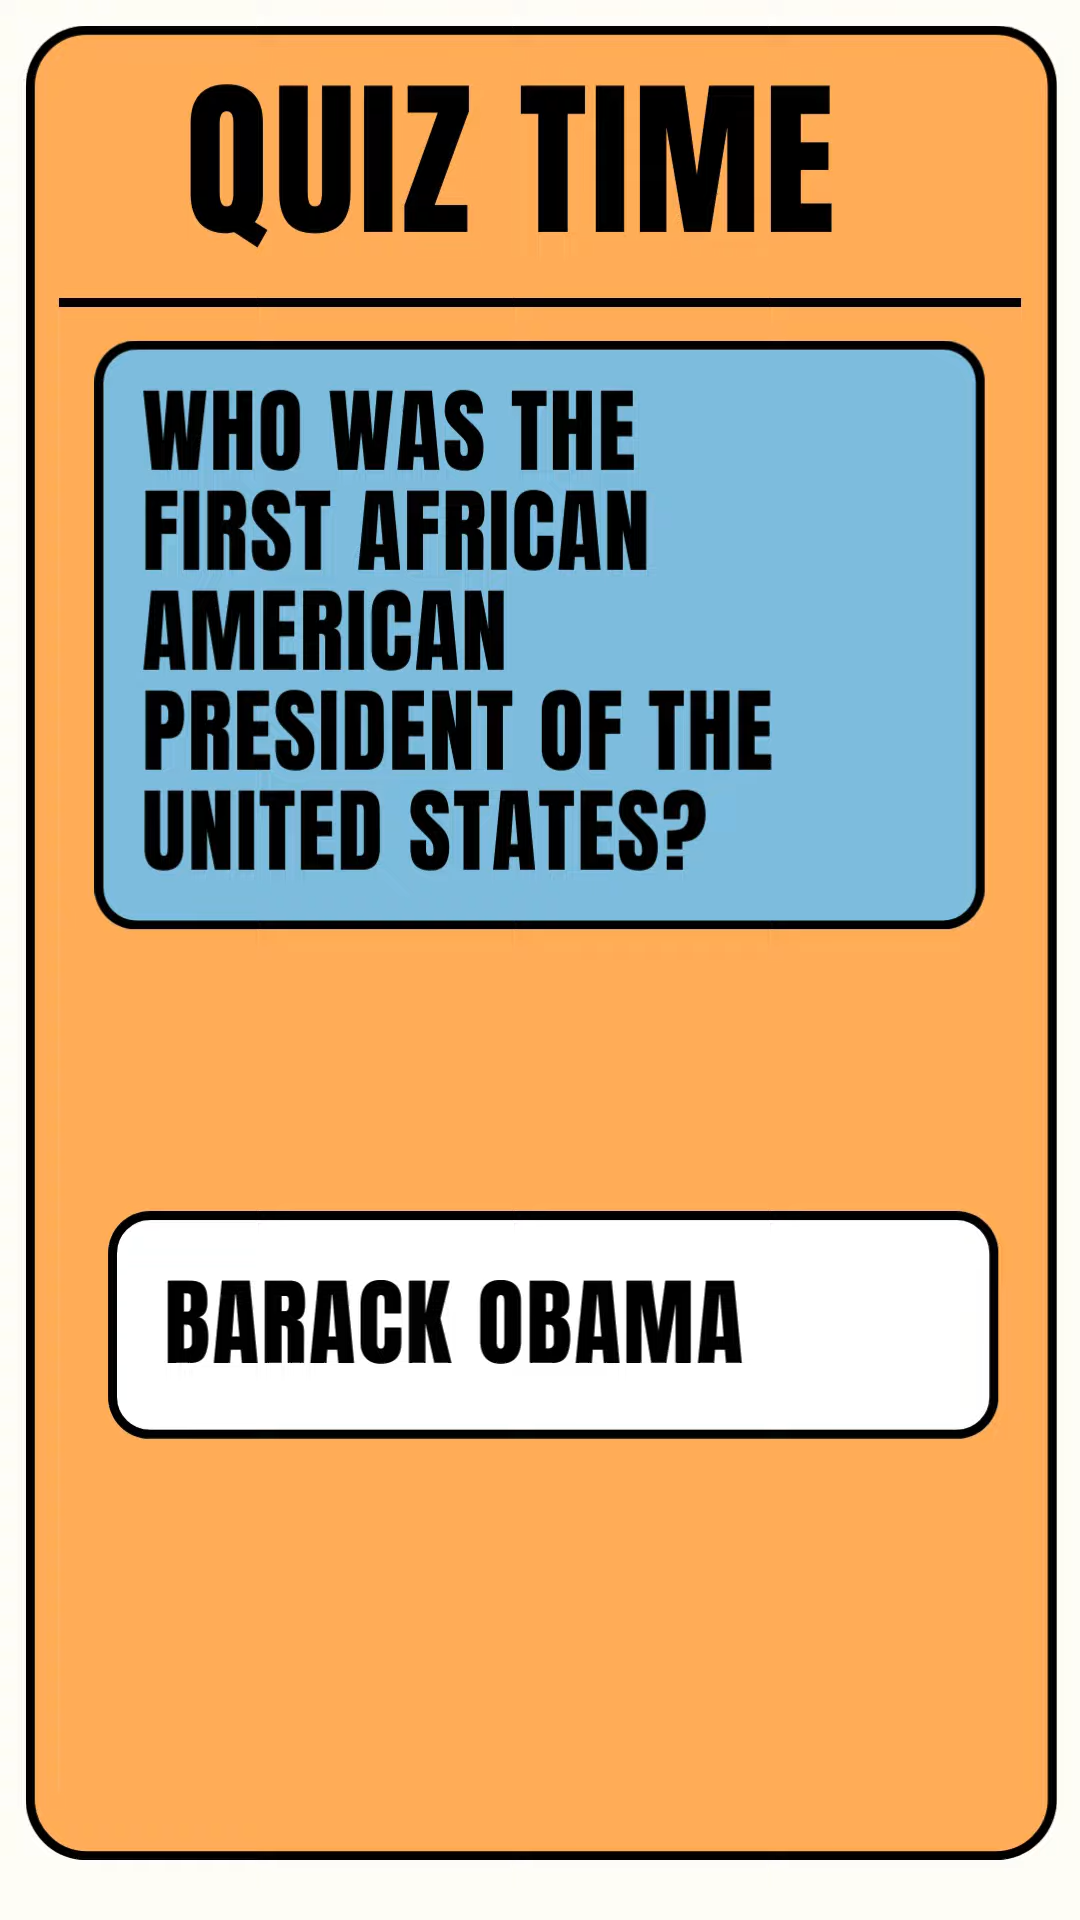 QUIZ TIME
WHO WAS THE
FIRST AFRICAN
AMERICAN
PRESIDENT OF THE
UNITED STATES?
BARACK OBAMA